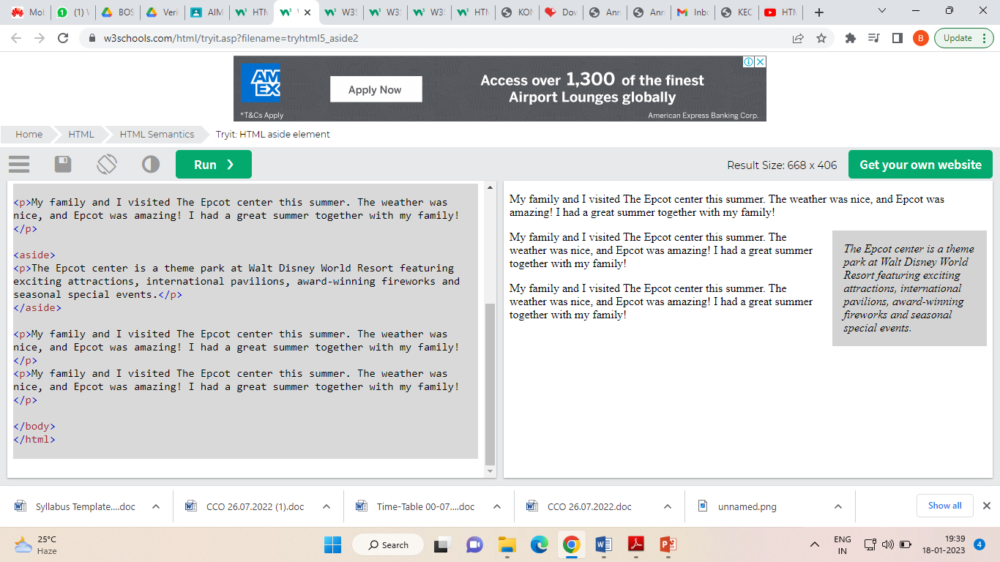 Mob
(1) W
BOS
Veri
AIM
HTM
W3S
W3S
W3S
HTM
KON
Dov
Ann
Ann
Inbo
KEC
HTM
w3schools.com/html/tryit.asp?filename=tryhtml5_aside2
B
Update
AM
EX
Apply Now
Access over 1,300 of the finest
Airport Lounges globally
*T&Cs Apply
American Express Banking Corp.
Home
HTML
HTML Semantics
Tryit: HTML aside element
Run ❯
Result Size: 668 x 406
Get your own website
<p>My family and I visited The Epcot center this summer. The weather was
nice, and Epcot was amazing! I had a great summer together with my family!
</p>
<aside>
<p>The Epcot center is a theme park at Walt Disney World Resort featuring
exciting attractions, international pavilions, award-winning fireworks and
seasonal special events.</p>
</aside>
<p>My family and I visited The Epcot center this summer. The weather was
nice, and Epcot was amazing! I had a great summer together with my family!
</p>
<p>My family and I visited The Epcot center this summer. The weather was
nice, and Epcot was amazing! I had a great summer together with my family!
</p>
</body>
</html>
My family and I visited The Epcot center this summer. The weather was nice, and Epcot was
amazing! I had a great summer together with my family!
My family and I visited The Epcot center this summer. The
weather was nice, and Epcot was amazing! I had a great summer
together with my family!
My family and I visited The Epcot center this summer. The
weather was nice, and Epcot was amazing! I had a great summer
together with my family!
The Epcot center is a theme
park at Walt Disney World
Resort featuring exciting
attractions, international
pavilions, award-winning
fireworks and seasonal
special events.
Syllabus Template....doc
CCO 26.07.2022 (1).doc
Time-Table 00-07....doc
CCO 26.07.2022.doc
unnamed.png
Show all
25°C
Haze
Search
ENG
IN
19:39
18-01-2023
4